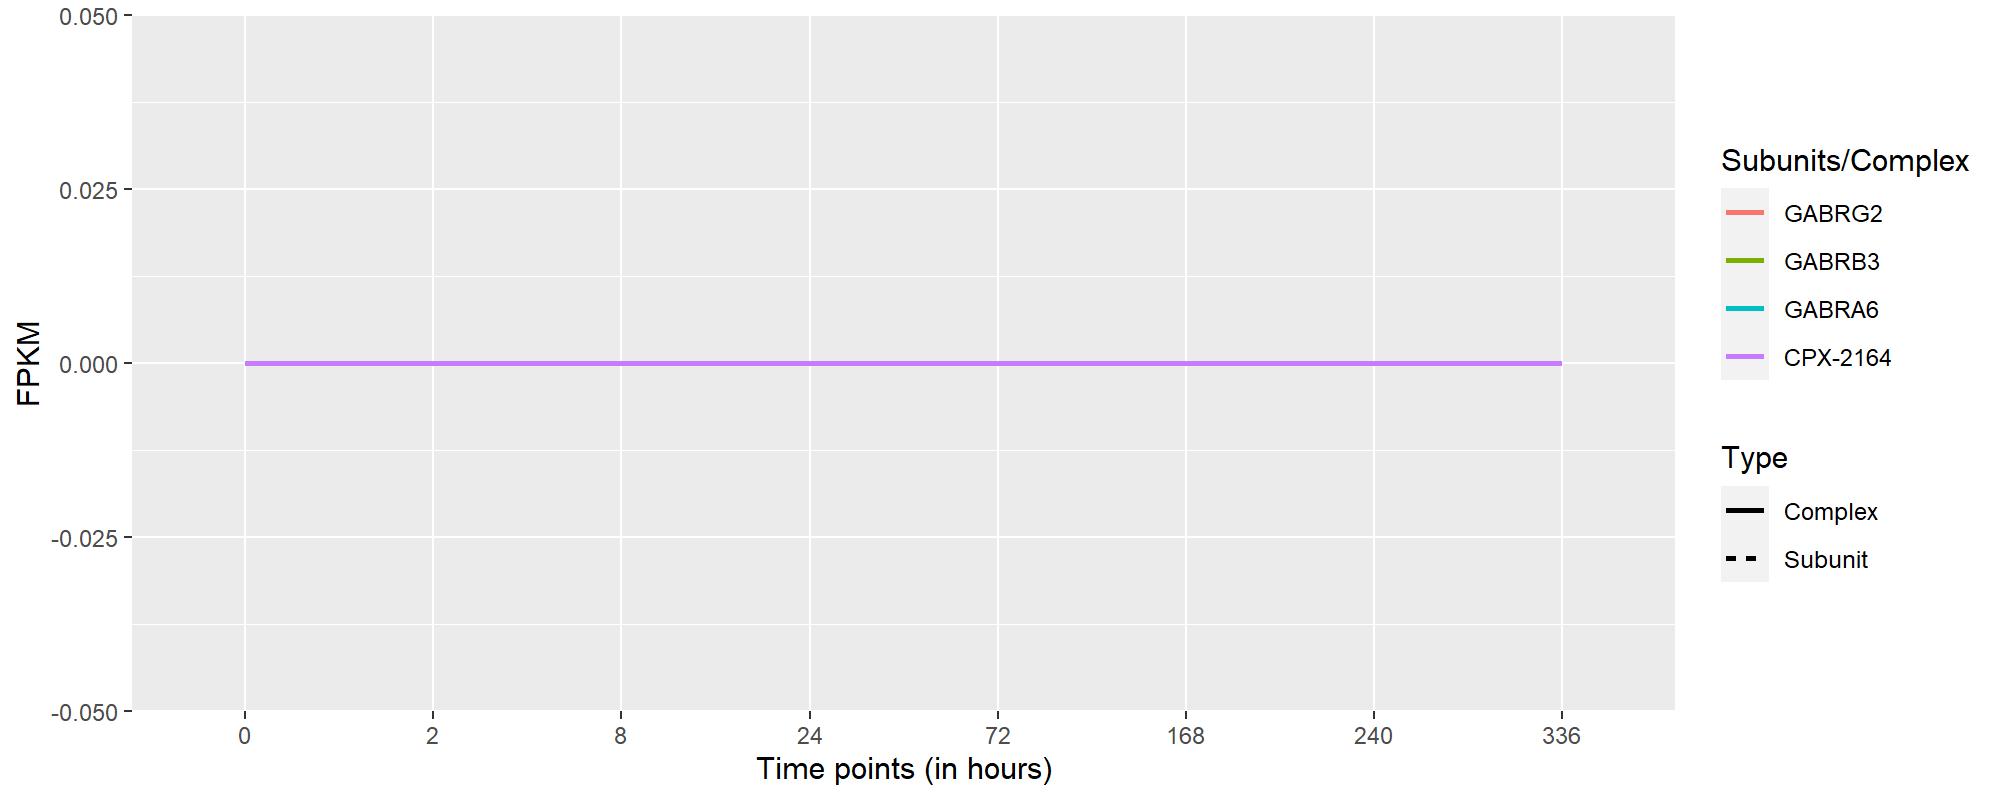 0.050
0.025
0.000
-0.025
-0.050
FPKM
0 2 8 24 72 168 240 336
Time points (in hours)
Subunits/Complex
GABRG2
GABRB3
GABRA6
CPX-2164
Type
Complex
Subunit